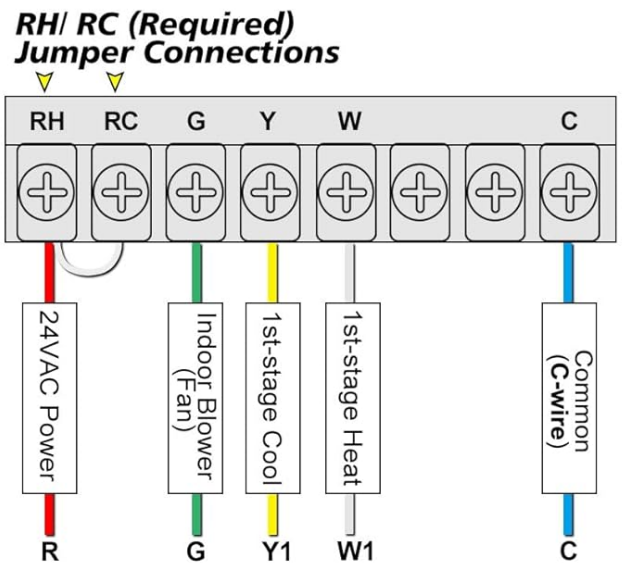 RH/ RC (Required)
Jumper Connections
RH RC G Y W C
24VAC Power
Indoor Blower
(Fan)
1st-stage Cool
1st-stage Heat
Common
(C-wire)
R G Y1 W1 C